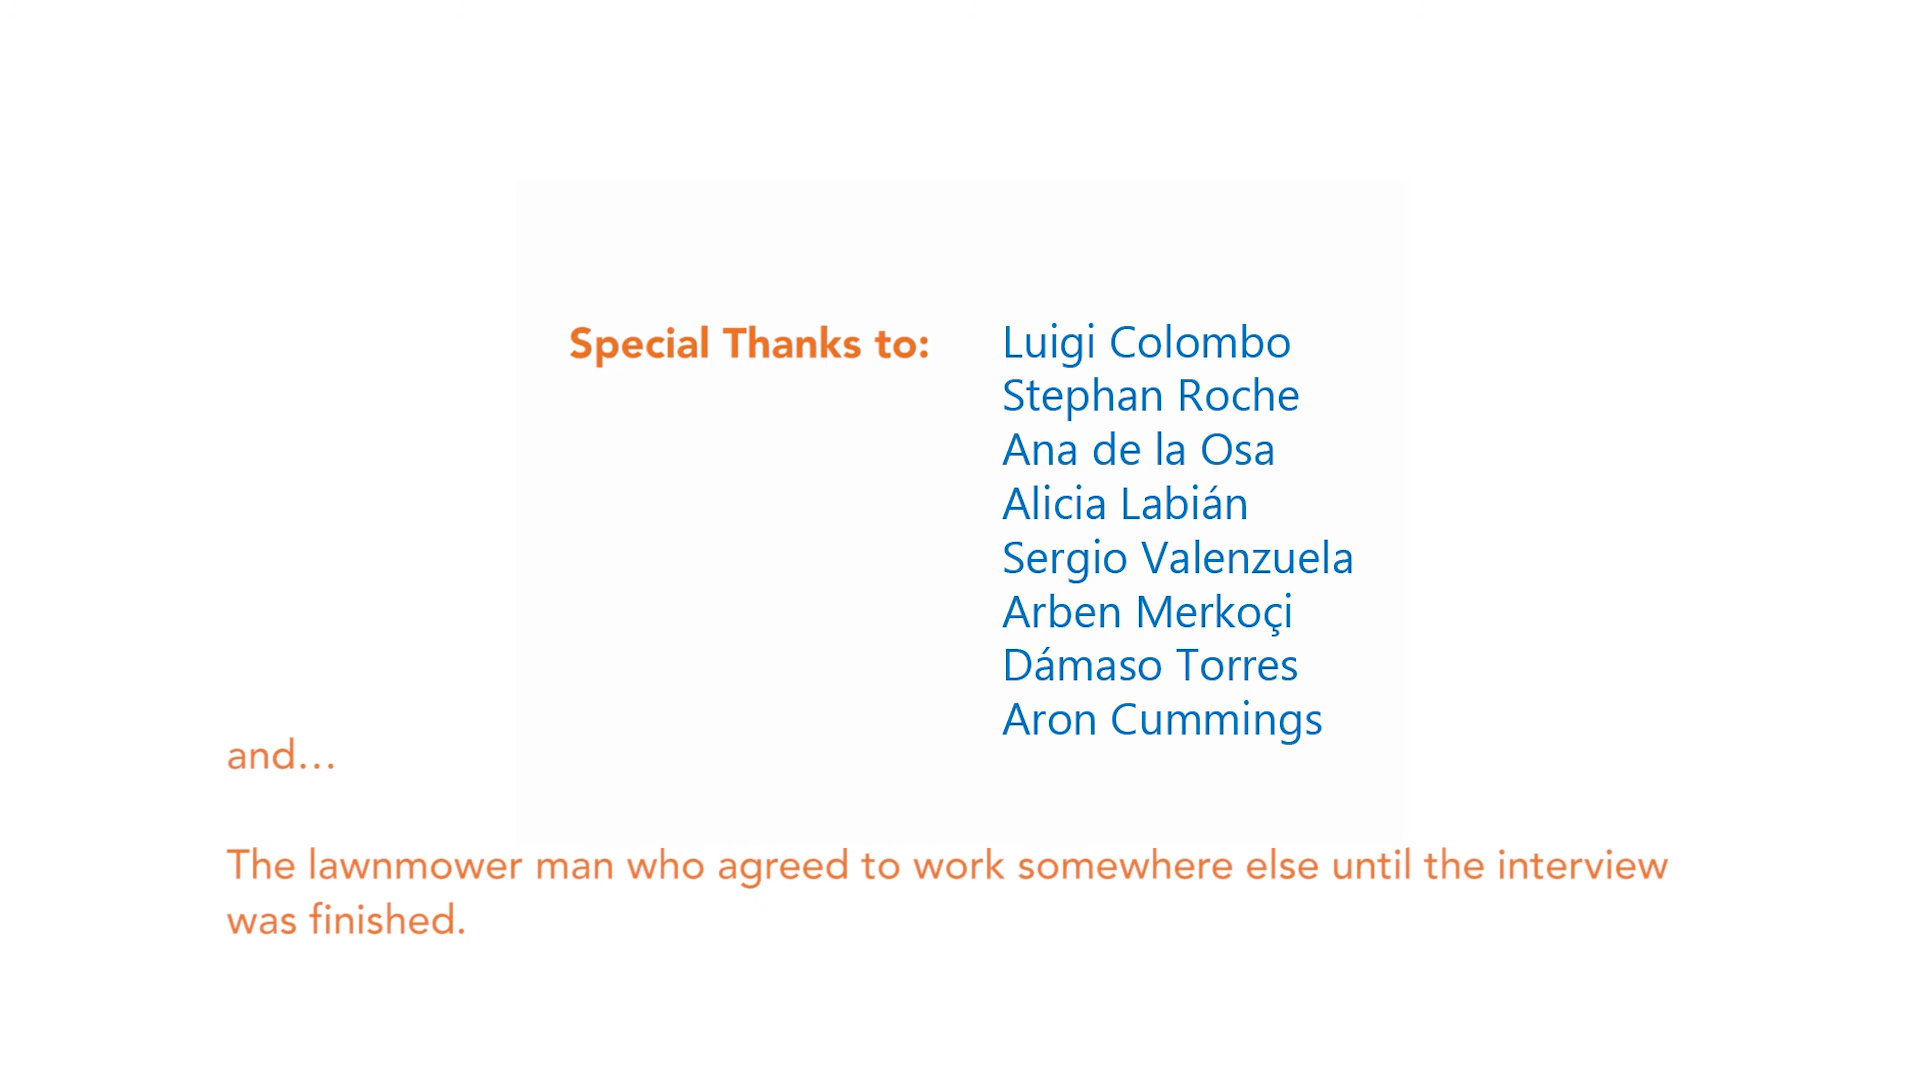 Special Thanks to: Luigi Colombo
Stephan Roche
Ana de la Osa
Alicia Labián
Sergio Valenzuela
Arben Merkoçi
Dámaso Torres
Aron Cummings
and…
The lawnmower man who agreed to work somewhere else until the interview
was finished.